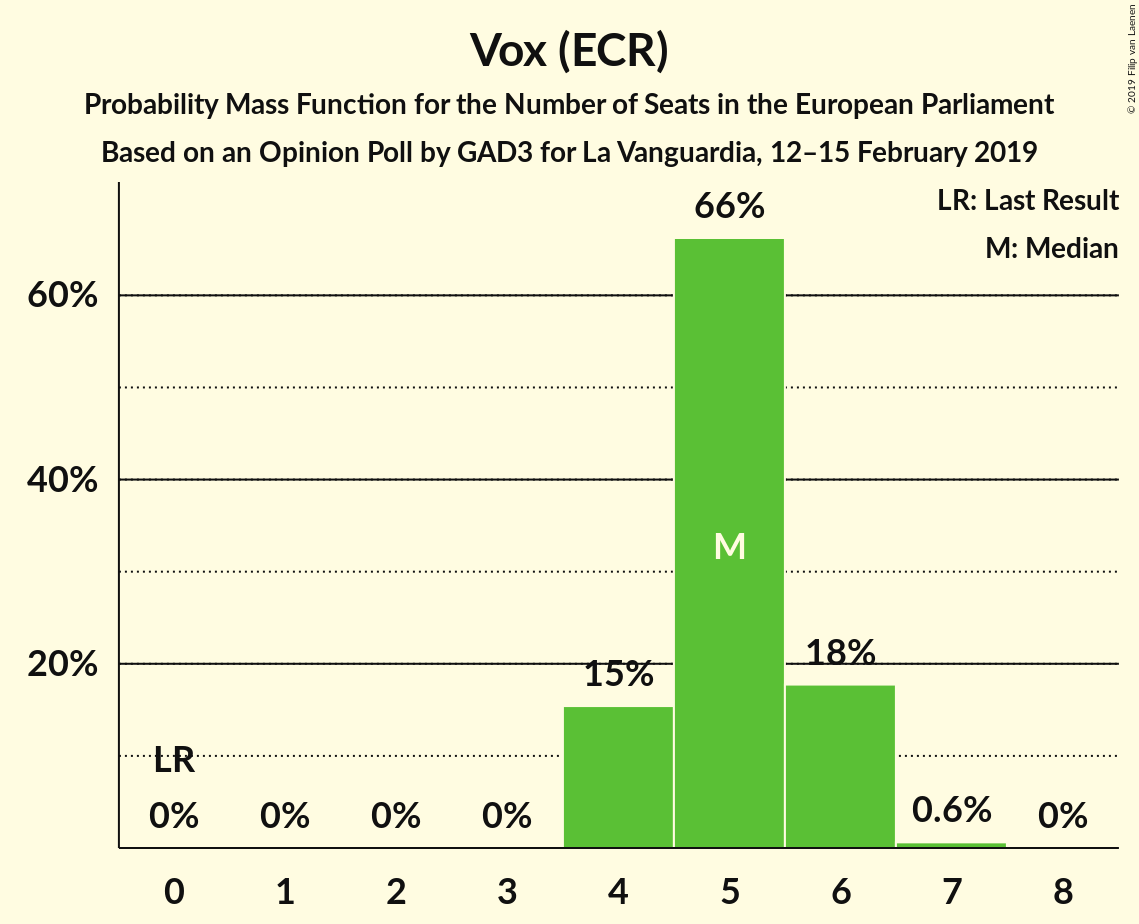 Vox (ECR)
Probability Mass Function for the Number of Seats in the European Parliament
Based on an Opinion Poll by GAD3 for La Vanguardia, 12–15 February 2019
© 2019 Filip van Laenen
LR: Last Result
M: Median
66%
60%
40%
M
20%
15%
18%
LR
0%
0%
0%
0%
0.6%
0%
0 1 2 3 4 5 6 7 8